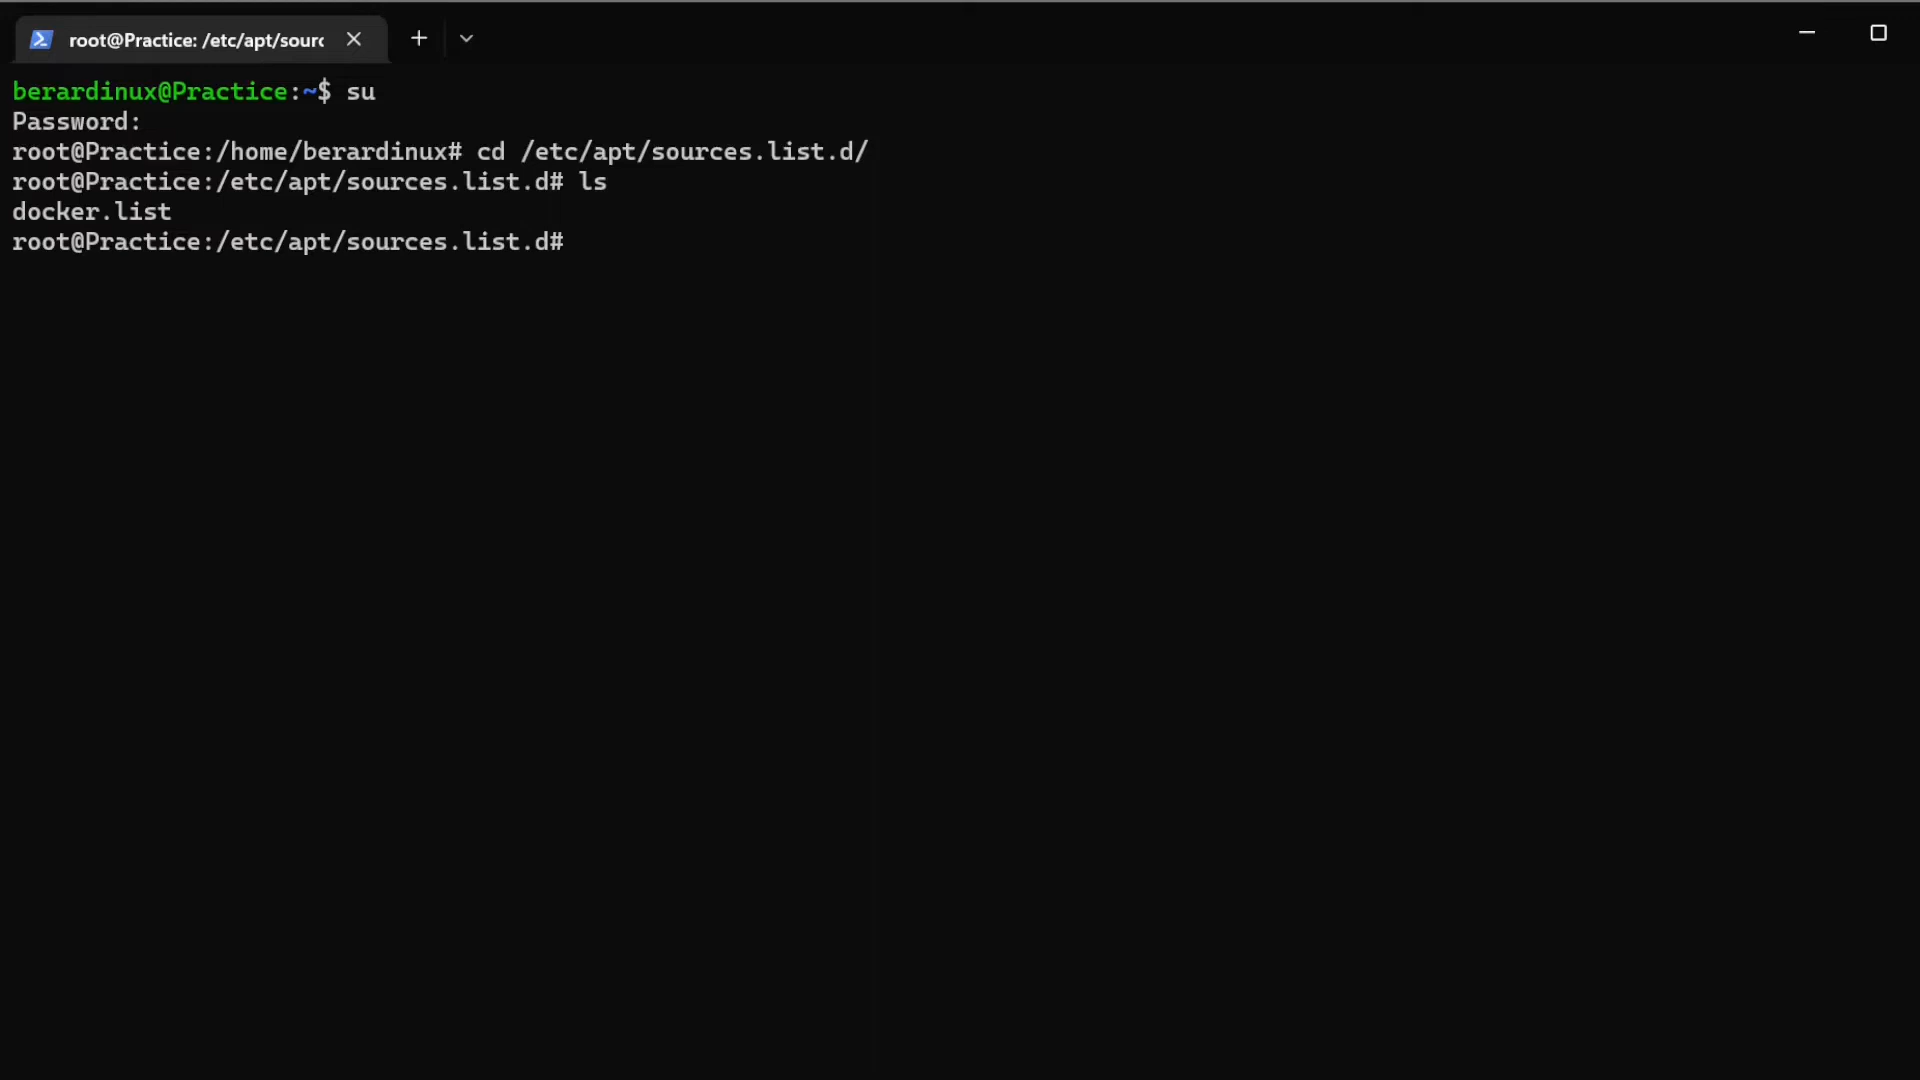 root@Practice: /etc/apt/sourc
berardinux@Practice:~$ su
Password:
root@Practice:/home/berardinux# cd /etc/apt/sources.list.d/
root@Practice:/etc/apt/sources.list.d# ls
docker.list
root@Practice:/etc/apt/sources.list.d#